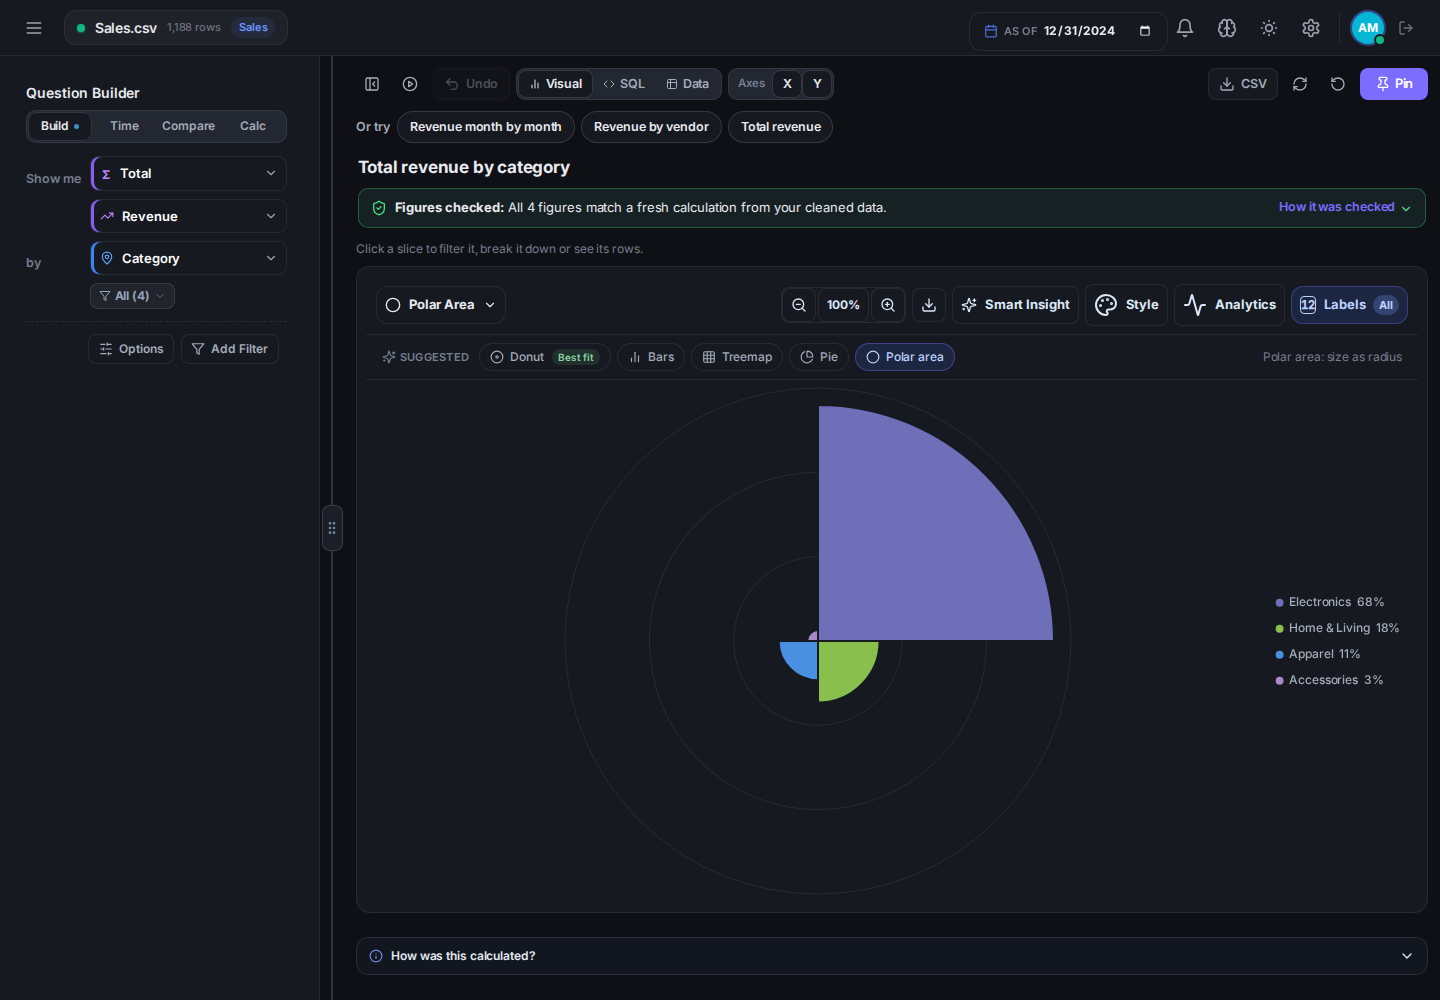 Sales.csv 1,188 rows Sales
AS OF 12/31/2024
AM
Question Builder
Build Time Compare Calc
Show me Σ Total
Revenue
by Category
All (4)
Options Add Filter
Undo Visual SQL Data Axes X Y CSV Pin
Or try Revenue month by month Revenue by vendor Total revenue
Total revenue by category
Figures checked: All 4 figures match a fresh calculation from your cleaned data. How it was checked
Click a slice to filter it, break it down or see its rows.
Polar Area 100% Smart Insight Style Analytics 12 Labels All
SUGGESTED Donut Best fit Bars Treemap Pie Polar area Polar area: size as radius
Electronics 68%
Home & Living 18%
Apparel 11%
Accessories 3%
How was this calculated?